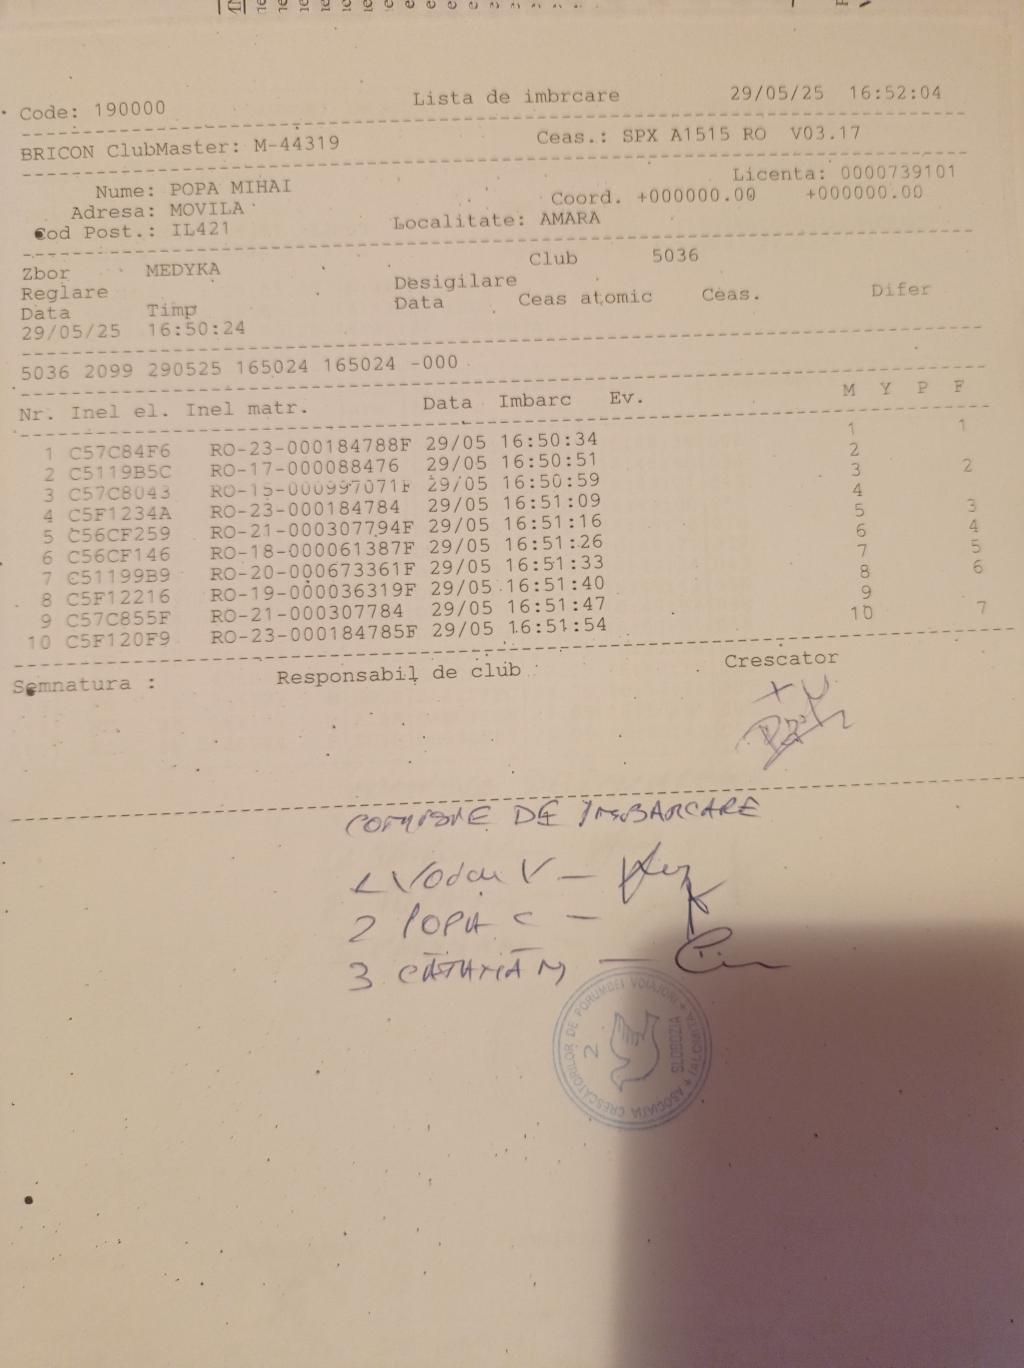 Code: 190000 Lista de imbrcare 29/05/25 16:52:04
BRICON ClubMaster: M-44319 Ceas.: SPX A1515 RO V03.17
Nume: POPA MIHAI Licenta: 0000739101
Adresa: MOVILA Coord. +000000.00 +000000.00
Cod Post.: IL421 Localitate: AMARA
Zbor MEDYKA Club 5036
Reglare Desigilare
Data Timp Data Ceas atomic Ceas. Difer
29/05/25 16:50:24
5036 2099 290525 165024 165024 -000
Nr. Inel el. Inel matr. Data Imbarc Ev. M Y P F
1 C57C84F6 RO-23-000184788F 29/05 16:50:34 1 1
2 C5119B5C RO-17-000088476 29/05 16:50:51 2
3 C57C8043 RO-15-000997071F 29/05 16:50:59 3 2
4 C5F1234A RO-23-000184784 29/05 16:51:09 4
5 C56CF259 RO-21-000307794F 29/05 16:51:16 5 3
6 C56CF146 RO-18-000061387F 29/05 16:51:26 6 4
7 C51199B9 RO-20-000673361F 29/05 16:51:33 7 5
8 C5F12216 RO-19-000036319F 29/05 16:51:40 8 6
9 C57C855F RO-21-000307784 29/05 16:51:47 9
10 C5F120F9 RO-23-000184785F 29/05 16:51:54 10 7
Semnatura : Responsabil de club Crescator
DE IMBARCARE
1 V
2 POPA C
3
ASOCIATIA CRESCATORILOR DE PORUMBEI VOIAJORI
SLOBOZIA
IALOMITA
2